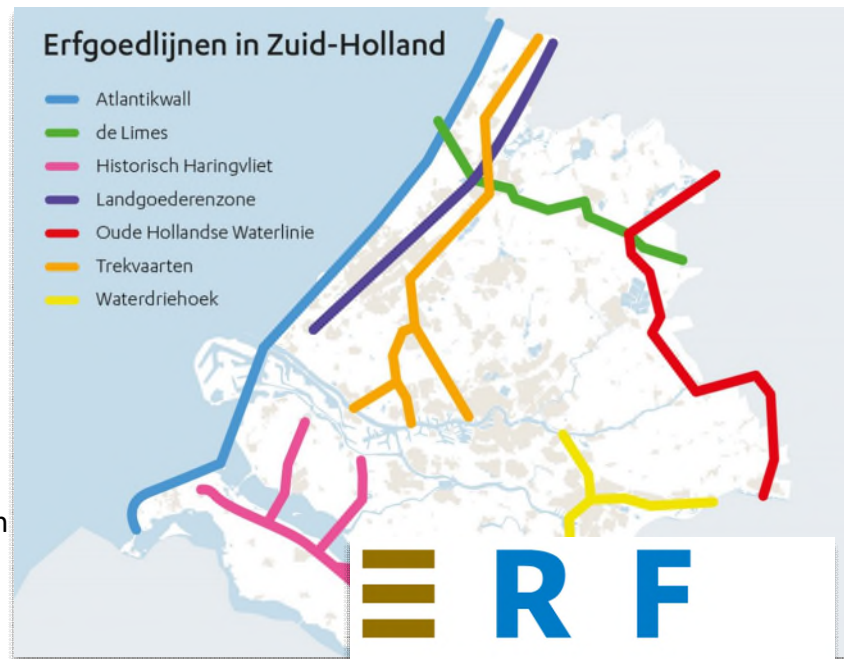 Erfgoedlijnen in Zuid-Holland
Atlantikwall
de Limes
Historisch Haringvliet
Landgoederenzone
Oude Hollandse Waterlinie
Trekvaarten
Waterdriehoek
R F